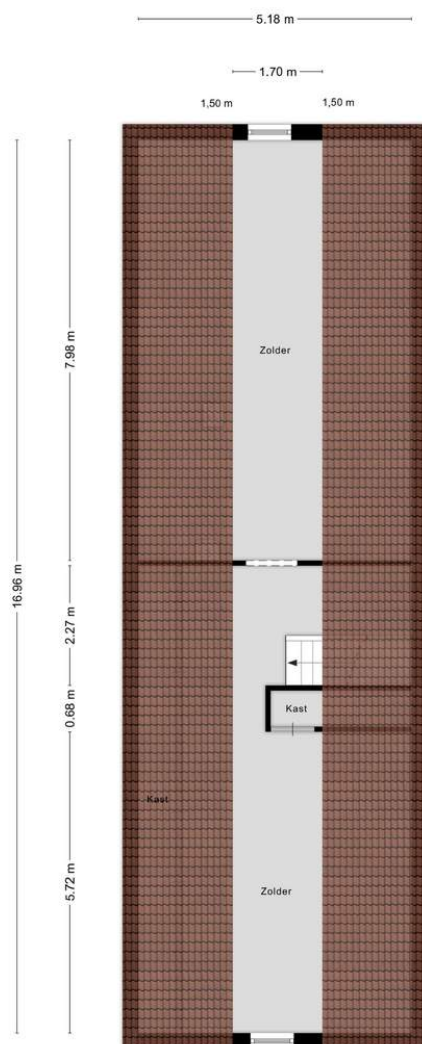 5.18 m
1.70 m
1,50 m
1,50 m
7.98 m
Zolder
16.96 m
2.27 m
0.68 m
Kast
Kast
5.72 m
Zolder